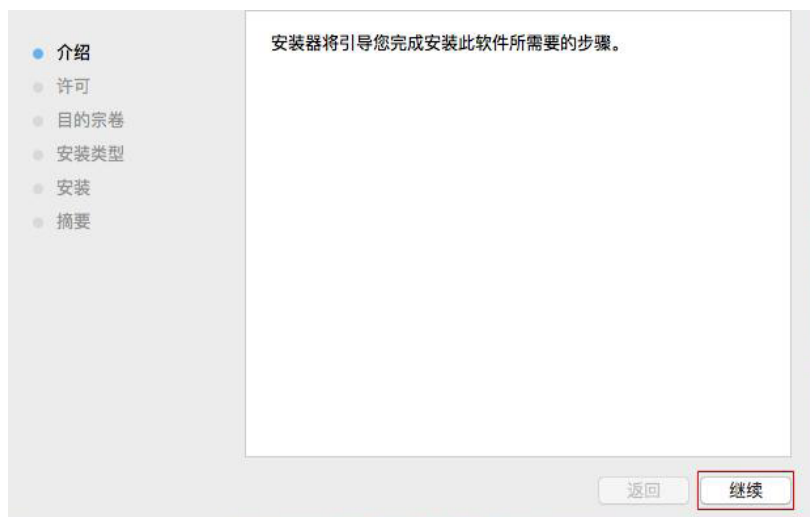 介绍
许可
目的宗卷
安装类型
安装
摘要
安装器将引导您完成安装此软件所需要的步骤。
返回
继续